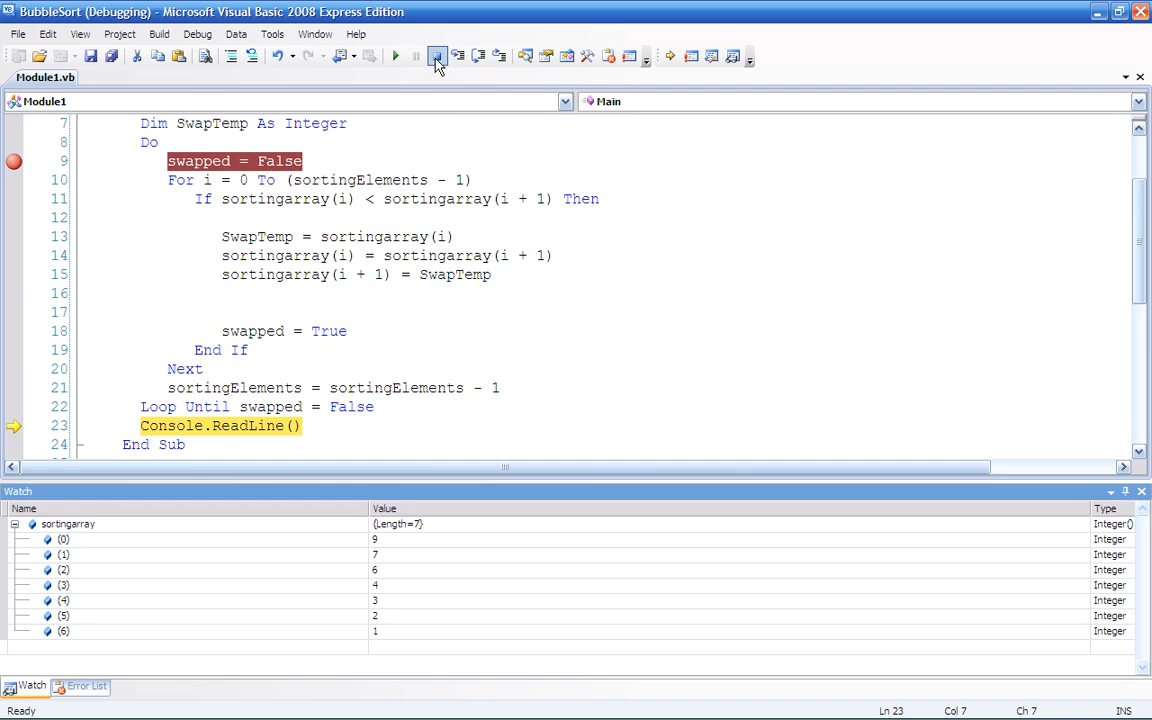 BubbleSort (Debugging) - Microsoft Visual Basic 2008 Express Edition
File Edit View Project Build Debug Data Tools Window Help
Module1.vb
Module1 Main
7 Dim SwapTemp As Integer
8 Do
9 swapped = False
10 For i = 0 To (sortingElements - 1)
11 If sortingarray(i) < sortingarray(i + 1) Then
12
13 SwapTemp = sortingarray(i)
14 sortingarray(i) = sortingarray(i + 1)
15 sortingarray(i + 1) = SwapTemp
16
17
18 swapped = True
19 End If
20 Next
21 sortingElements = sortingElements - 1
22 Loop Until swapped = False
23 Console.ReadLine()
24 End Sub
Watch
Name Value Type
sortingarray {Length=7} Integer()
(0) 9 Integer
(1) 7 Integer
(2) 6 Integer
(3) 4 Integer
(4) 3 Integer
(5) 2 Integer
(6) 1 Integer
Watch Error List
Ready Ln 23 Col 7 Ch 7 INS